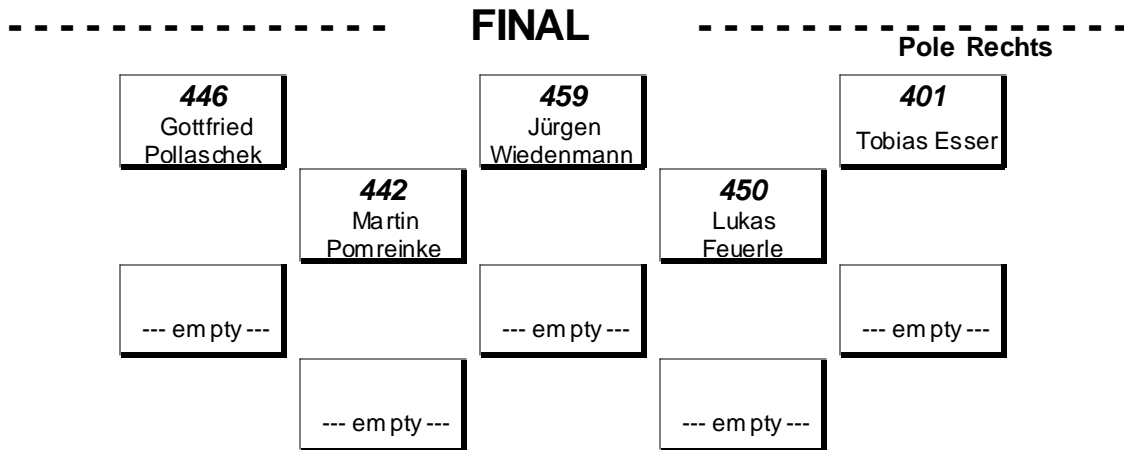 - - - - - - - - - - - - - - - - FINAL - - - - - - - - - - - - - - - - - -
Pole Rechts
446 459 401
Gottfried Jürgen Tobias Esser
Pollaschek Wiedenmann
442 450
Martin Lukas
Pomreinke Feuerle
--- empty --- --- empty --- --- empty ---
--- empty --- --- empty ---